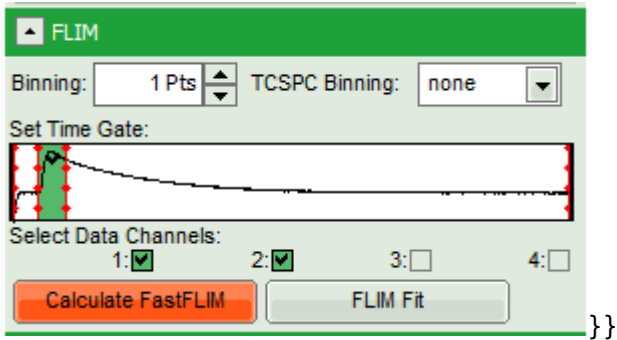 FLIM
Binning: 1 Pts TCSPC Binning: none
Set Time Gate:
Select Data Channels:
1: 2: 3: 4:
Calculate FastFLIM FLIM Fit
}}